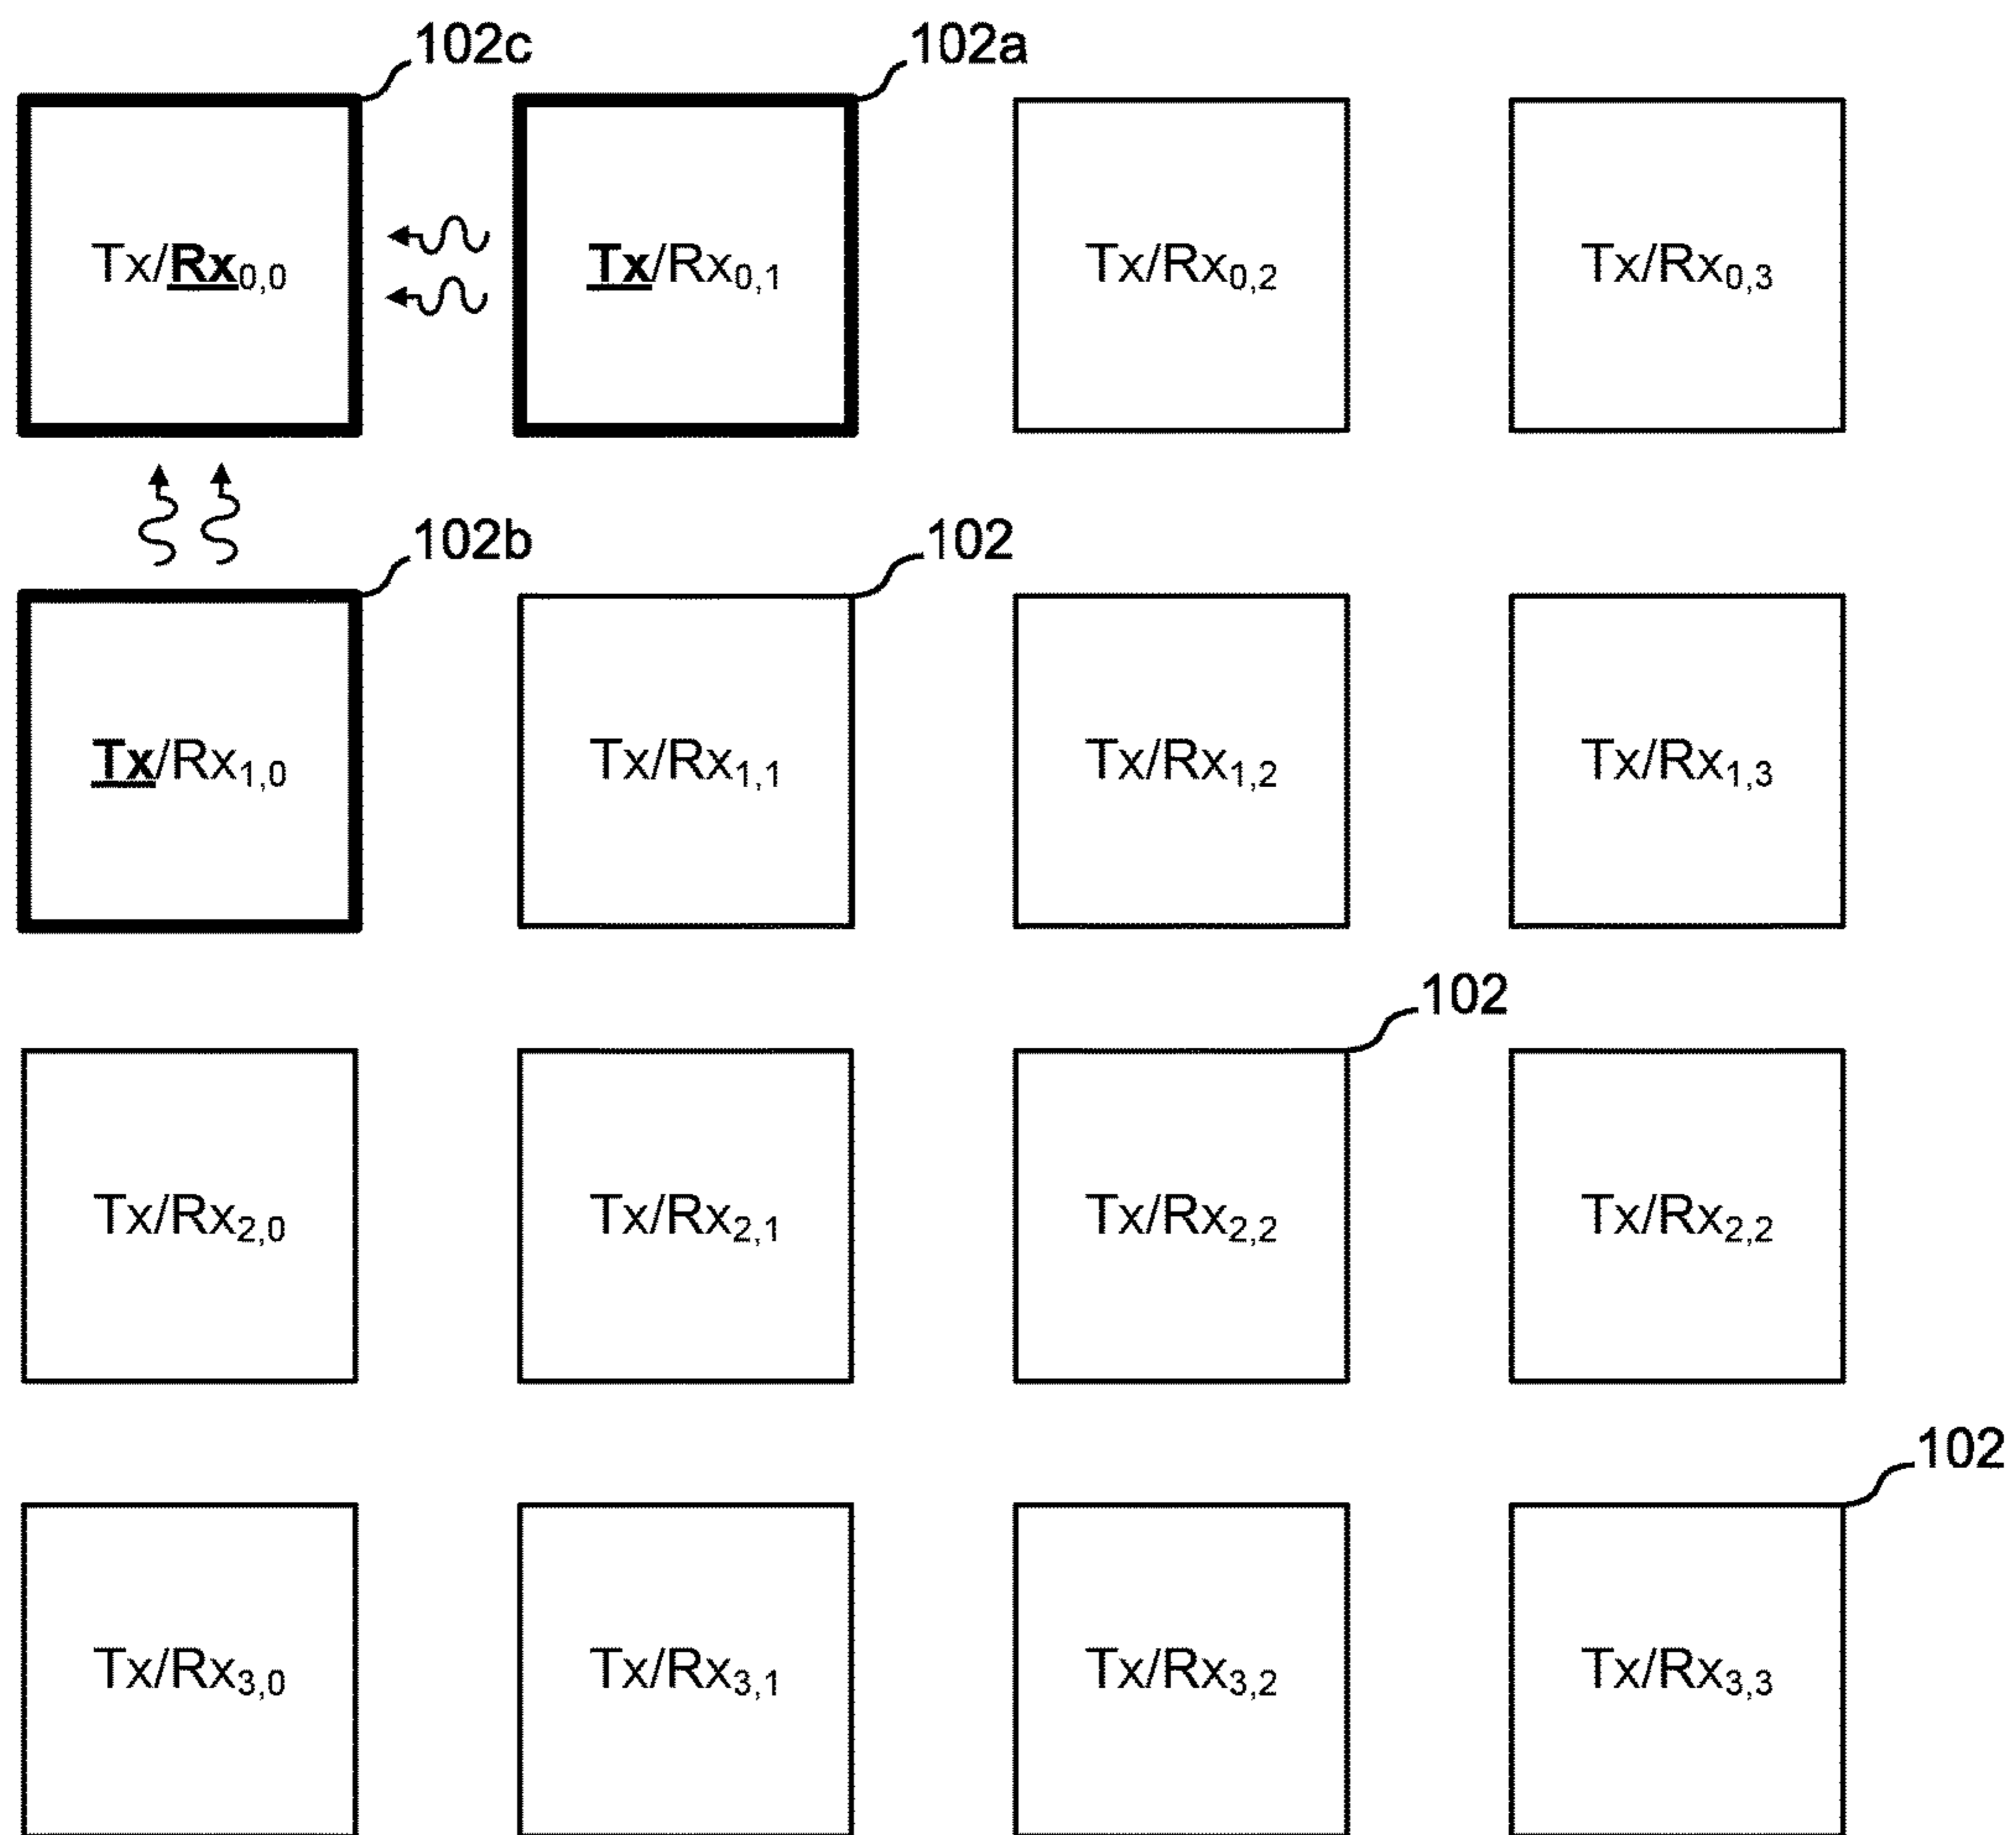 102c 102a
Tx/Rx0,0 Tx/Rx0,1 Tx/Rx0,2 Tx/Rx0,3
102b 102
Tx/Rx1,0 Tx/Rx1,1 Tx/Rx1,2 Tx/Rx1,3
102
Tx/Rx2,0 Tx/Rx2,1 Tx/Rx2,2 Tx/Rx2,2
102
Tx/Rx3,0 Tx/Rx3,1 Tx/Rx3,2 Tx/Rx3,3